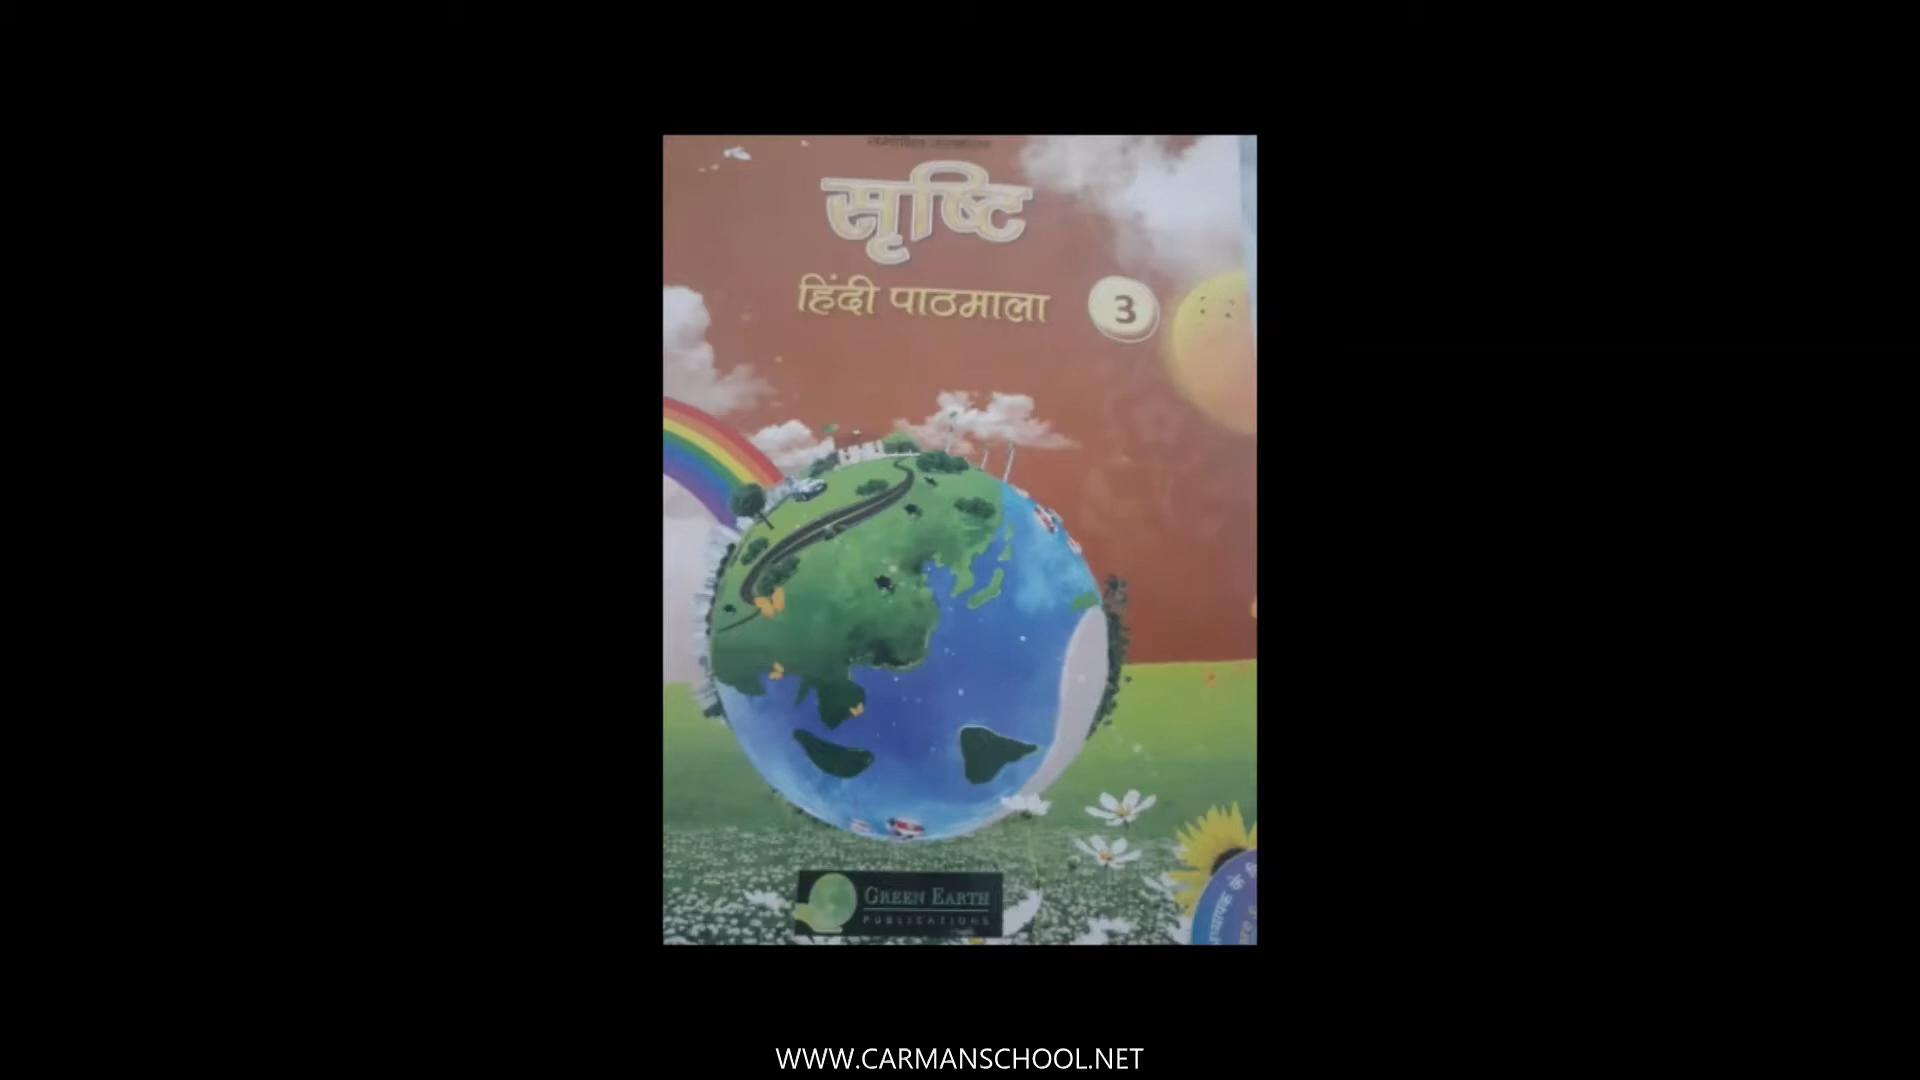 सृष्टि
हिंदी पाठमाला
3
GREEN EARTH
PUBLICATIONS
WWW.CARMANSCHOOL.NET